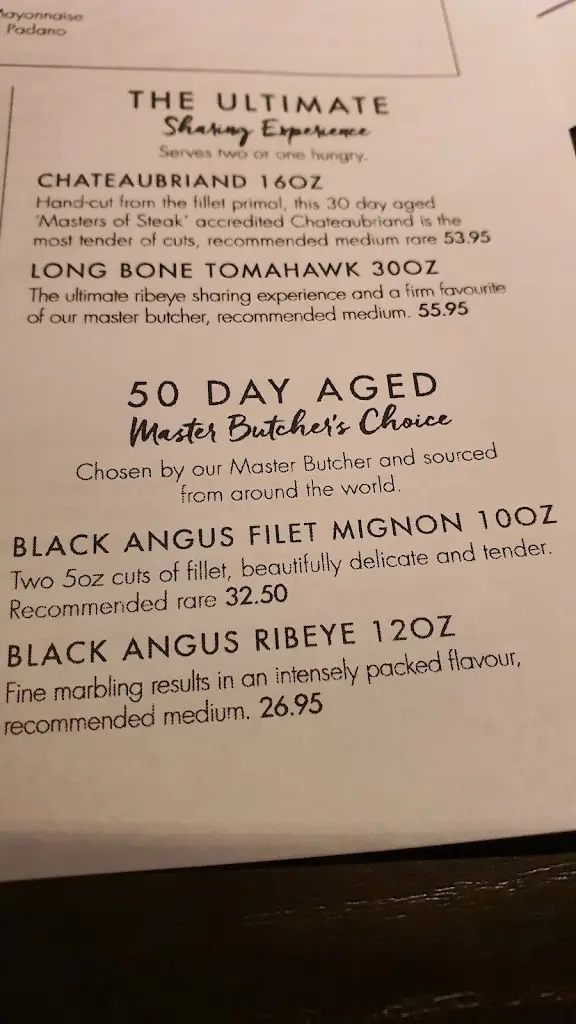 Mayonnaise
Padano
THE ULTIMATE
Sharing Experience
Serves two or one hungry.
CHATEAUBRIAND 16OZ
Hand-cut from the fillet primal, this 30 day aged
'Masters of Steak' accredited Chateaubriand is the
most tender of cuts, recommended medium rare 53.95
LONG BONE TOMAHAWK 30OZ
The ultimate ribeye sharing experience and a firm favourite
of our master butcher, recommended medium. 55.95
50 DAY AGED
Master Butcher's Choice
Chosen by our Master Butcher and sourced
from around the world.
BLACK ANGUS FILET MIGNON 10OZ
Two 5oz cuts of fillet, beautifully delicate and tender.
Recommended rare 32.50
BLACK ANGUS RIBEYE 12OZ
Fine marbling results in an intensely packed flavour,
recommended medium. 26.95